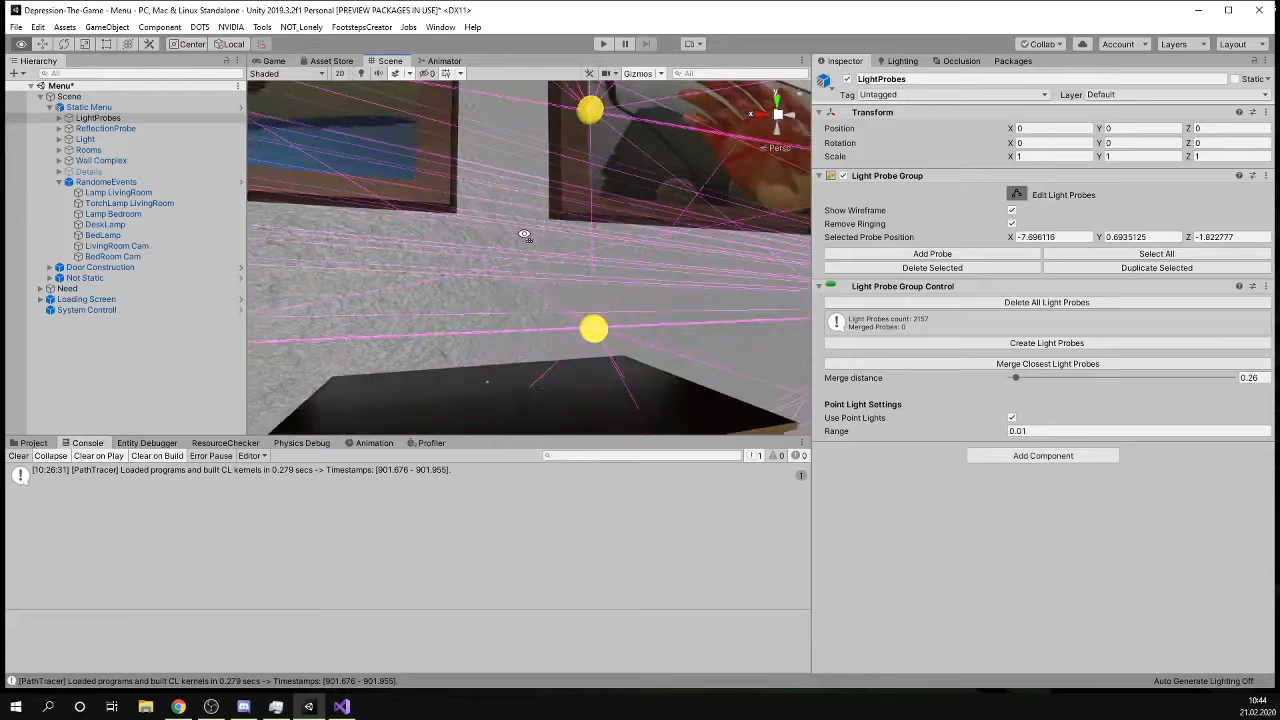 Depression-The-Game - Menu - PC, Mac & Linux Standalone - Unity 2019.3.2f1 Personal [PREVIEW PACKAGES IN USE]* <DX11>
File Edit Assets GameObject Component DOTS NVIDIA Tools NOT_Lonely FootstepsCreator Jobs Window Help
Center Local Collab Account Layers Layout
Hierarchy Game Asset Store Scene Animator Inspector Lighting Occlusion Packages
All Shaded 2D 0 Gizmos All LightProbes Static
Menu*
Scene
Static Menu
LightProbes
ReflectionProbe
Light
Rooms
Wall Complex
Details
RandomeEvents
Lamp LivingRoom
TorchLamp LivingRoom
Lamp Bedroom
DeskLamp
BedLamp
LivingRoom Cam
BedRoom Cam
Door Construction
Not Static
Need
Loading Screen
System Controll
y
x
Persp
Tag Untagged Layer Default
Transform
Position X 0 Y 0 Z 0
Rotation X 0 Y 0 Z 0
Scale X 1 Y 1 Z 1
Light Probe Group
Edit Light Probes
Show Wireframe
Remove Ringing
Selected Probe Position X -7.696116 Y 0.6935125 Z -1.822777
Add Probe Select All
Delete Selected Duplicate Selected
Light Probe Group Control
Delete All Light Probes
Light Probes count: 2157
Merged Probes: 0
Create Light Probes
Merge Closest Light Probes
Merge distance 0.26
Point Light Settings
Use Point Lights
Range 0.01
Add Component
Project Console Entity Debugger ResourceChecker Physics Debug Animation Profiler
Clear Collapse Clear on Play Clear on Build Error Pause Editor 1 0 0
[10:26:31] [PathTracer] Loaded programs and built CL kernels in 0.279 secs -> Timestamps: [901.676 - 901.955]. 1
[PathTracer] Loaded programs and built CL kernels in 0.279 secs -> Timestamps: [901.676 - 901.955]. Auto Generate Lighting Off
10:44
21.02.2020